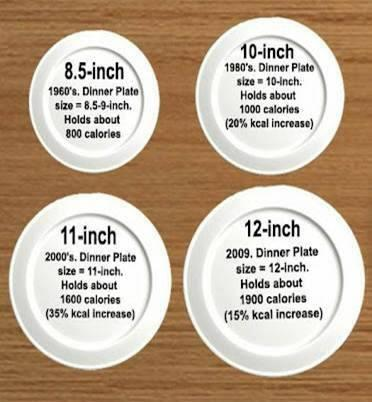 8.5-inch
1960's. Dinner Plate
size = 8.5-9-inch.
Holds about
800 calories
10-inch
1980's. Dinner Plate
size = 10-inch.
Holds about
1000 calories
(20% kcal increase)
11-inch
2000's. Dinner Plate
size = 11-inch.
Holds about
1600 calories
(35% kcal increase)
12-inch
2009. Dinner Plate
size = 12-inch.
Holds about
1900 calories
(15% kcal increase)